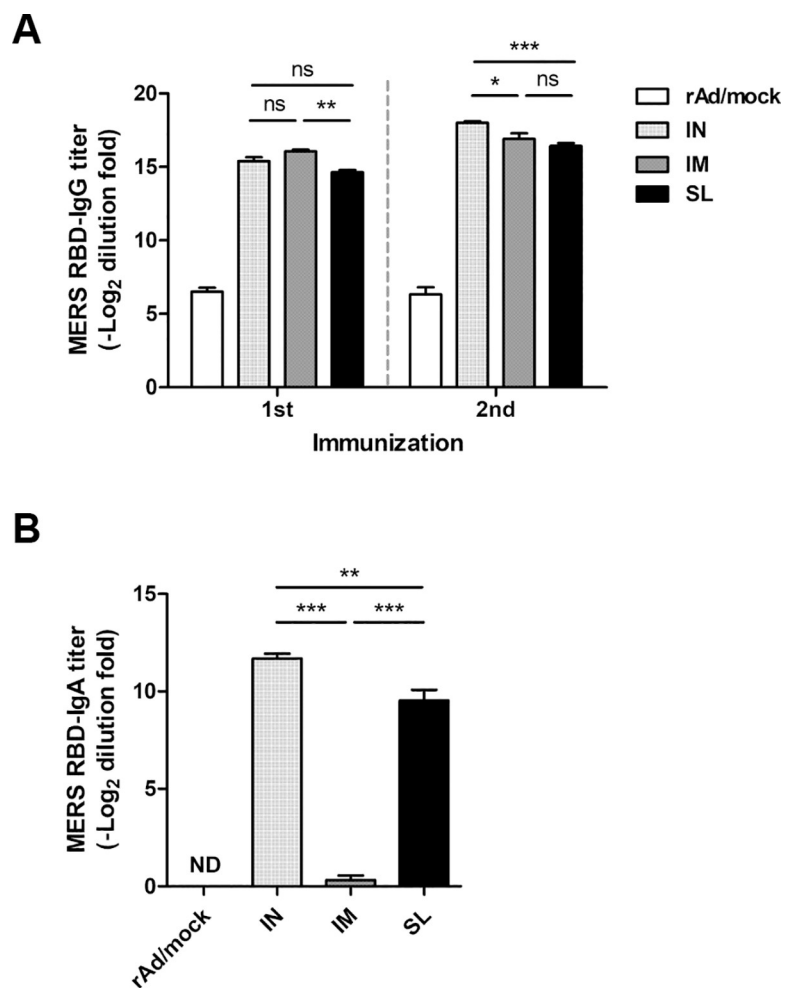 A
ns
***
ns
**
*
ns
20
15
10
5
0
MERS RBD-IgG titer
(-Log₂ dilution fold)
1st
2nd
Immunization
rAd/mock
IN
IM
SL
B
**
***
***
15
10
5
0
MERS RBD-IgA titer
(-Log₂ dilution fold)
ND
rAd/mock
IN
IM
SL